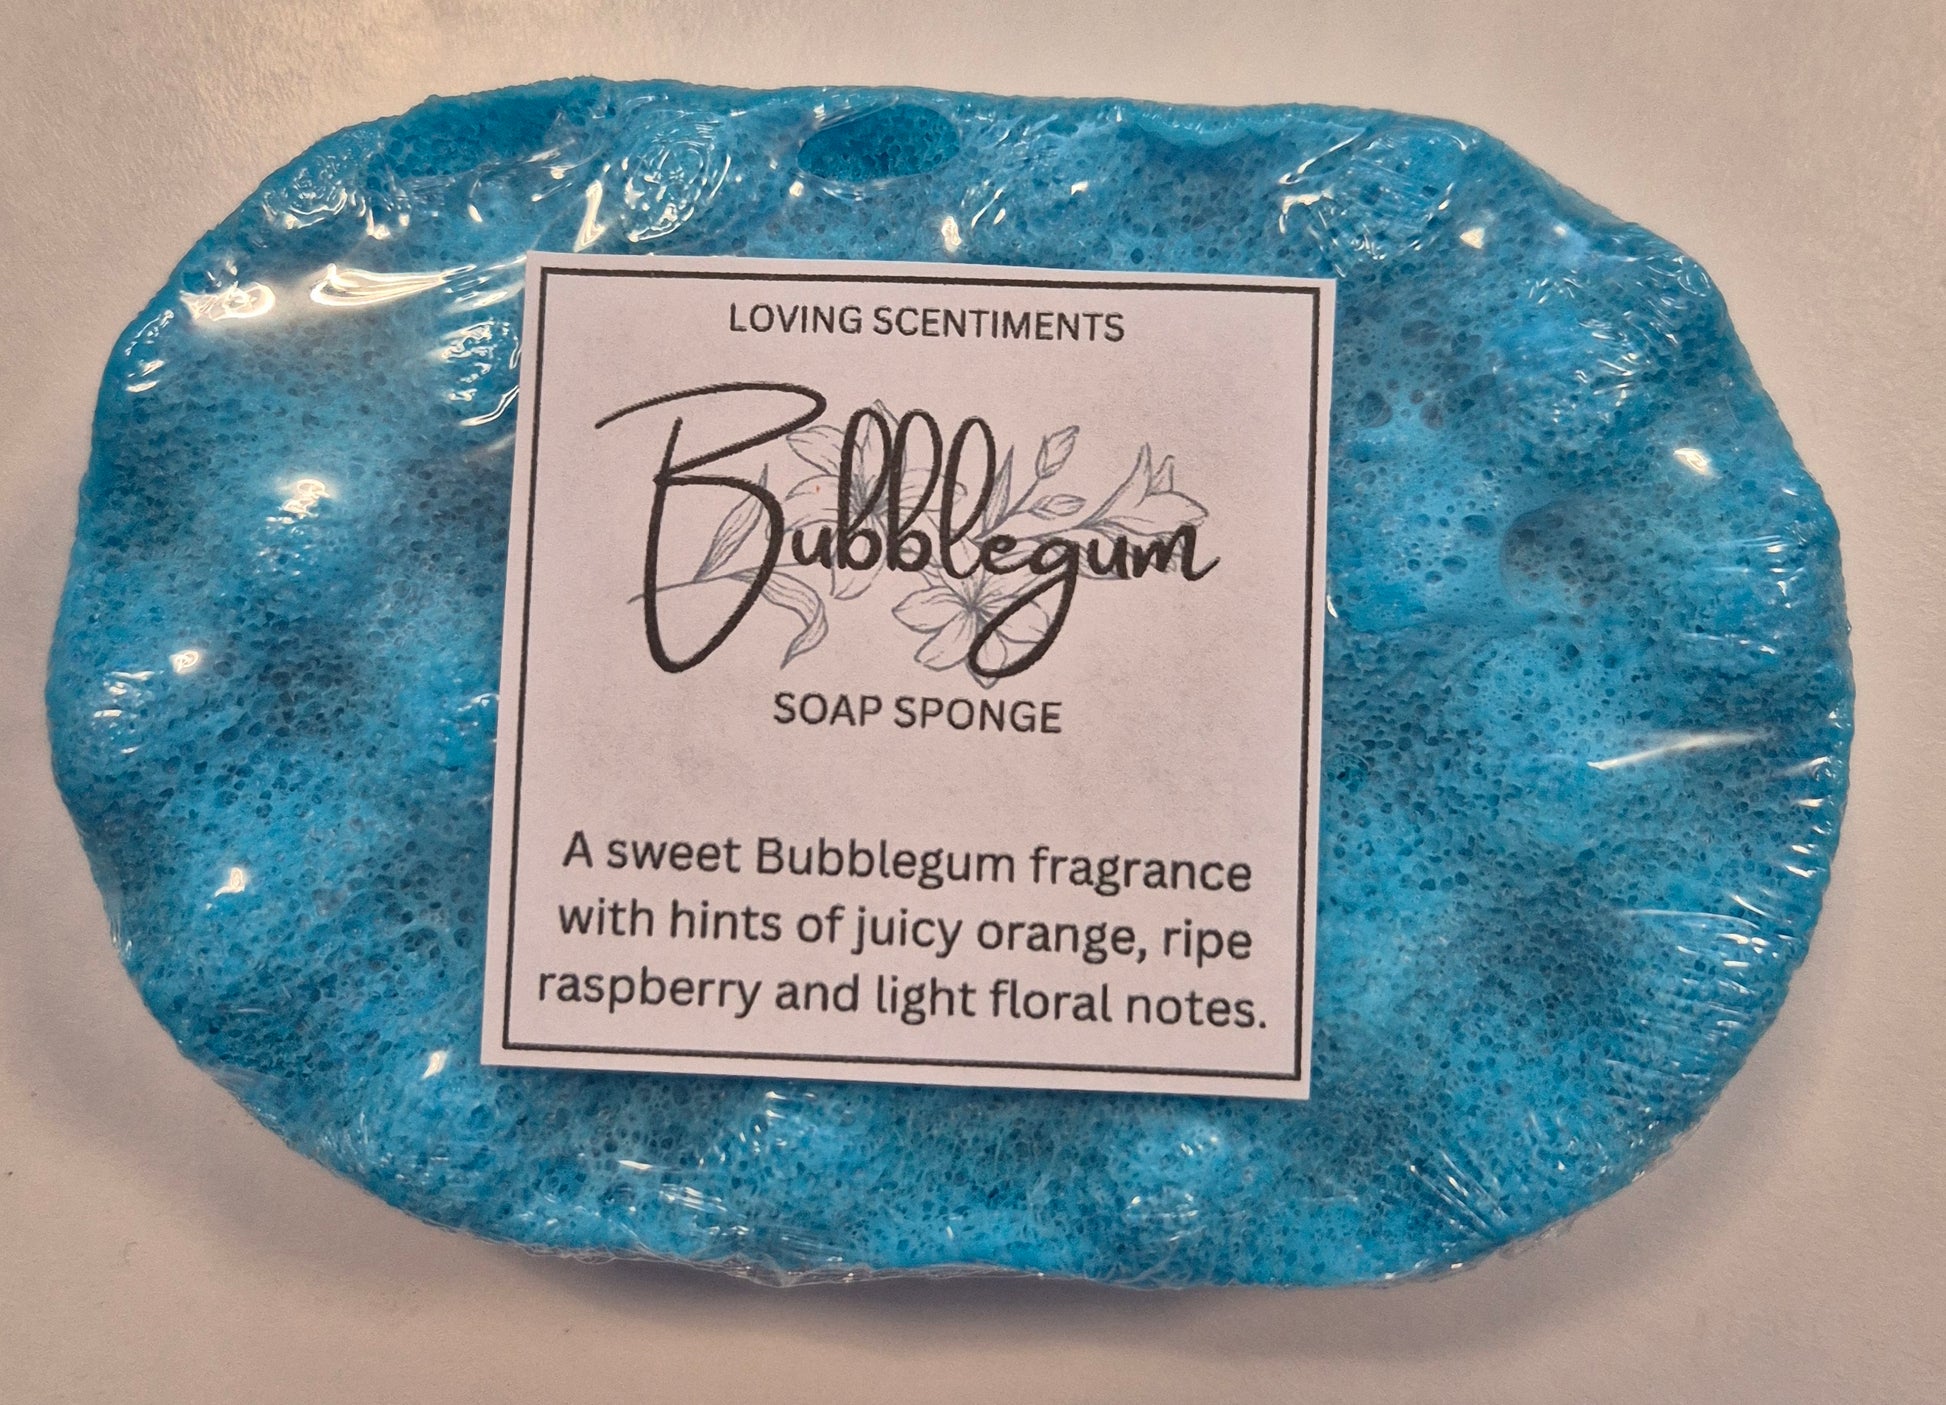 LOVING SCENTIMENTS
Bubblegum
SOAP SPONGE
A sweet Bubblegum fragrance
with hints of juicy orange, ripe
raspberry and light floral notes.